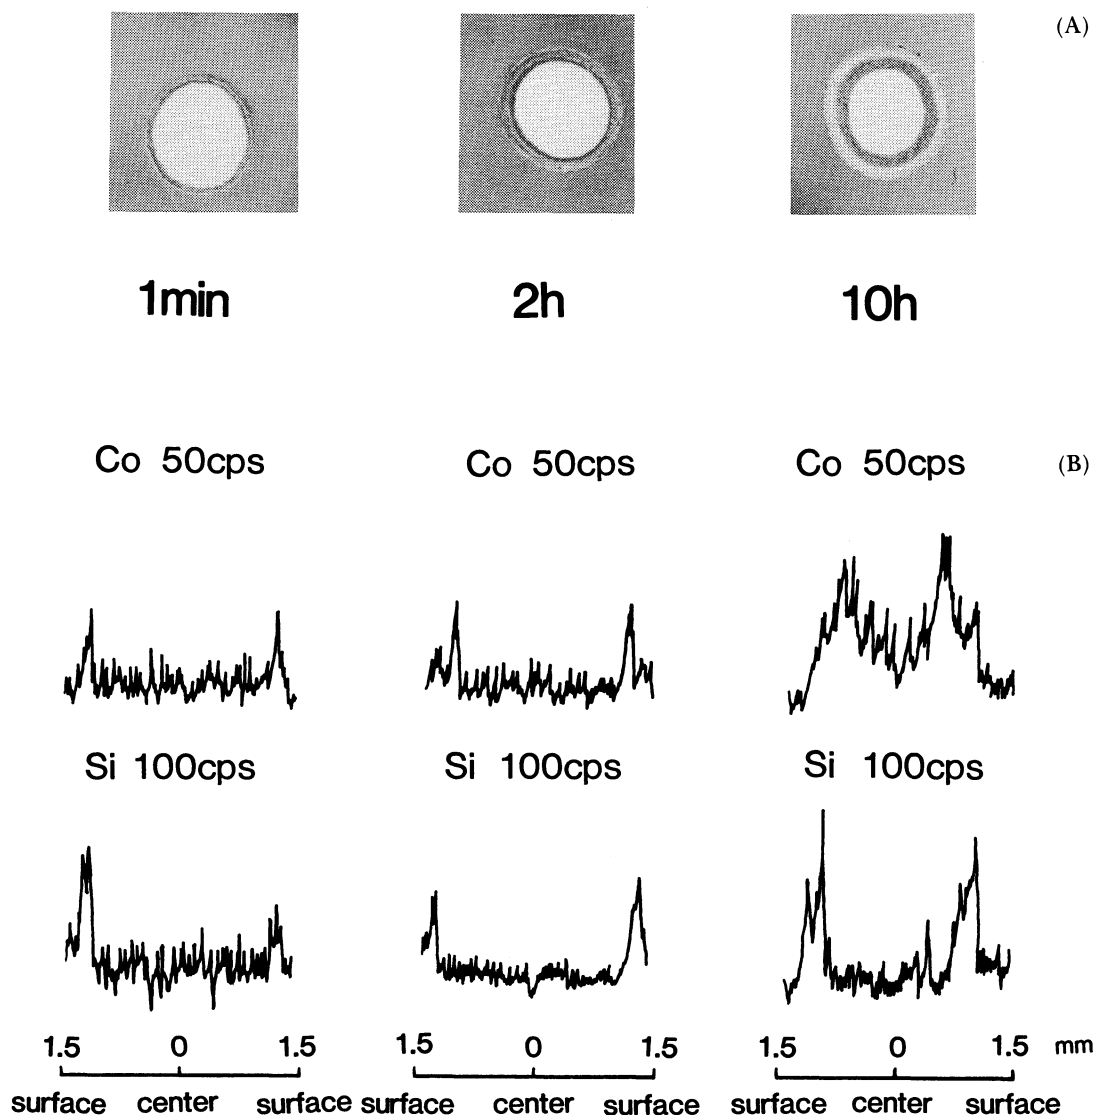 (A)
1min 2h 10h
Co 50cps Co 50cps Co 50cps (B)
Si 100cps Si 100cps Si 100cps
1.5 0 1.5 1.5 0 1.5 1.5 0 1.5 mm
surface center surface surface center surface surface center surface